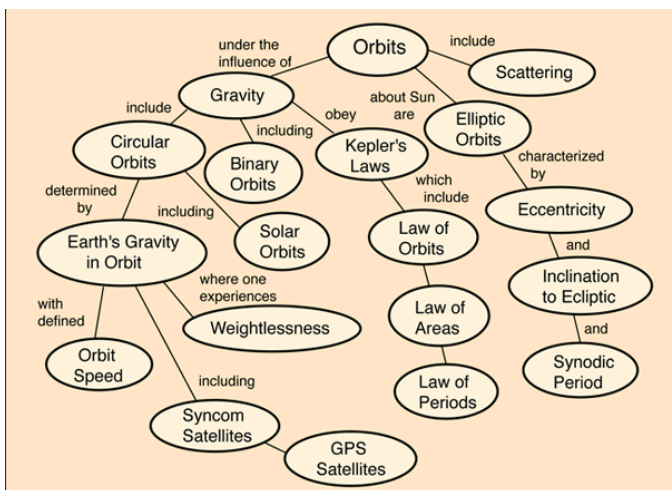 under the
influence of
Orbits
include
Scattering
Gravity
about Sun
are
Elliptic
Orbits
include
including
obey
Circular
Orbits
Binary
Orbits
Kepler's
Laws
characterized
by
determined
by
including
which
include
Eccentricity
Earth's Gravity
in Orbit
Solar
Orbits
Law of
Orbits
and
where one
experiences
Inclination
to Ecliptic
with
defined
Weightlessness
Law of
Areas
and
Orbit
Speed
including
Law of
Periods
Synodic
Period
Syncom
Satellites
GPS
Satellites